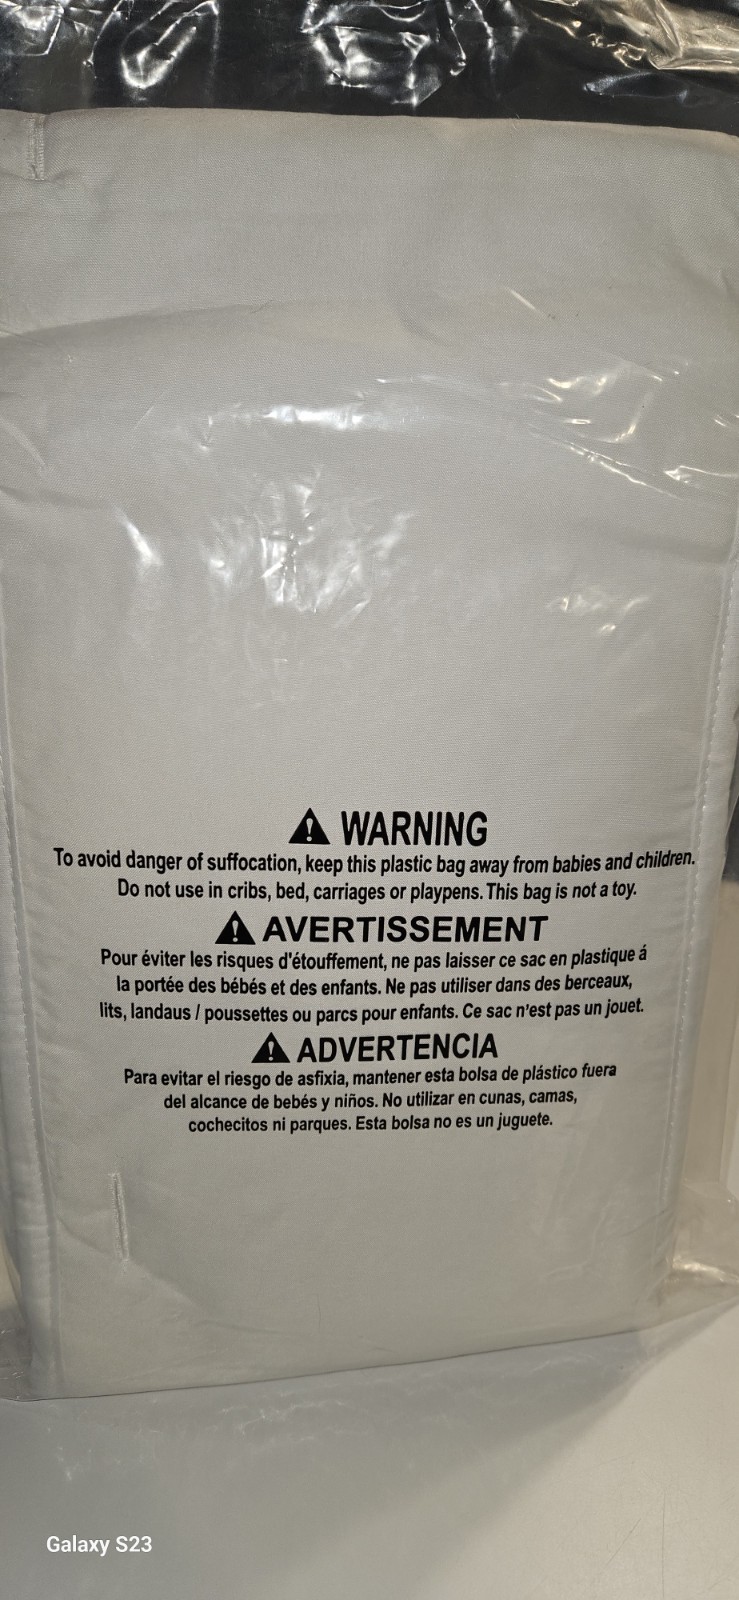 WARNING
To avoid danger of suffocation, keep this plastic bag away from babies and children.
Do not use in cribs, bed, carriages or playpens. This bag is not a toy.
AVERTISSEMENT
Pour éviter les risques d'étouffement, ne pas laisser ce sac en plastique á
la portée des bébés et des enfants. Ne pas utiliser dans des berceaux,
lits, landaus / poussettes ou parcs pour enfants. Ce sac n'est pas un jouet.
ADVERTENCIA
Para evitar el riesgo de asfixia, mantener esta bolsa de plástico fuera
del alcance de bebés y niños. No utilizar en cunas, camas,
cochecitos ni parques. Esta bolsa no es un juguete.
Galaxy S23